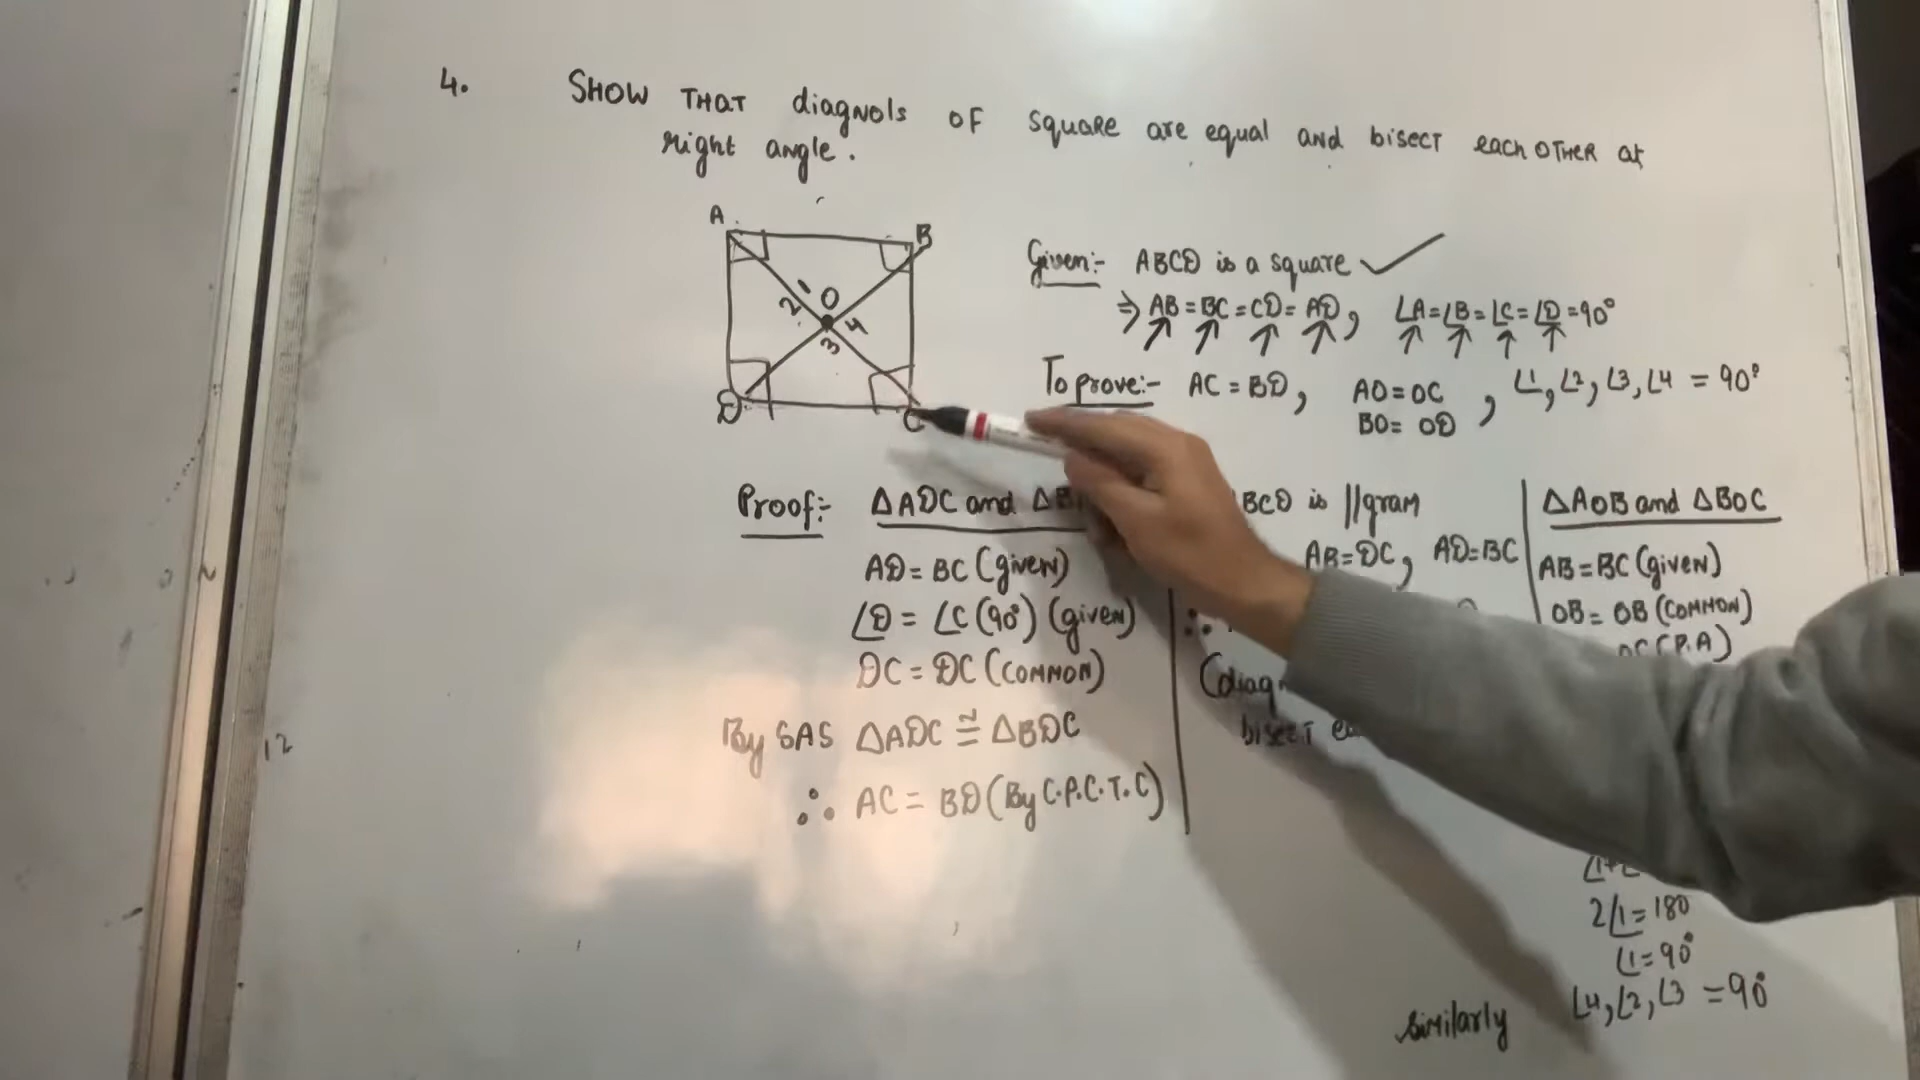 4. SHOW THAT diagnols OF square are equal and bisect each OTHER at
right angle.
A
B
1
2 O 4
3
D
C
Given:- ABCD is a square ✓
⇒ AB = BC = CD = AD, ∠A = ∠B = ∠C = ∠D = 90°
To prove:- AC = BD, AO = OC, ∠1, ∠2, ∠3, ∠4 = 90°
BO = OD
Proof:- ΔADC and
AD = BC (given)
∠D = ∠C (90°) (given)
DC = DC (COMMON)
By SAS ΔADC ≅ ΔBDC
∴ AC = BD (By C.P.C.T.C)
BCD is //gram
AB = DC, AD = BC
∴
bisect
ΔAOB and ΔBOC
AB = BC (given)
OB = OB (COMMON)
OC (P.A)
2∠1 = 180
∠1 = 90°
similarly ∠4, ∠2, ∠3 = 90°
12